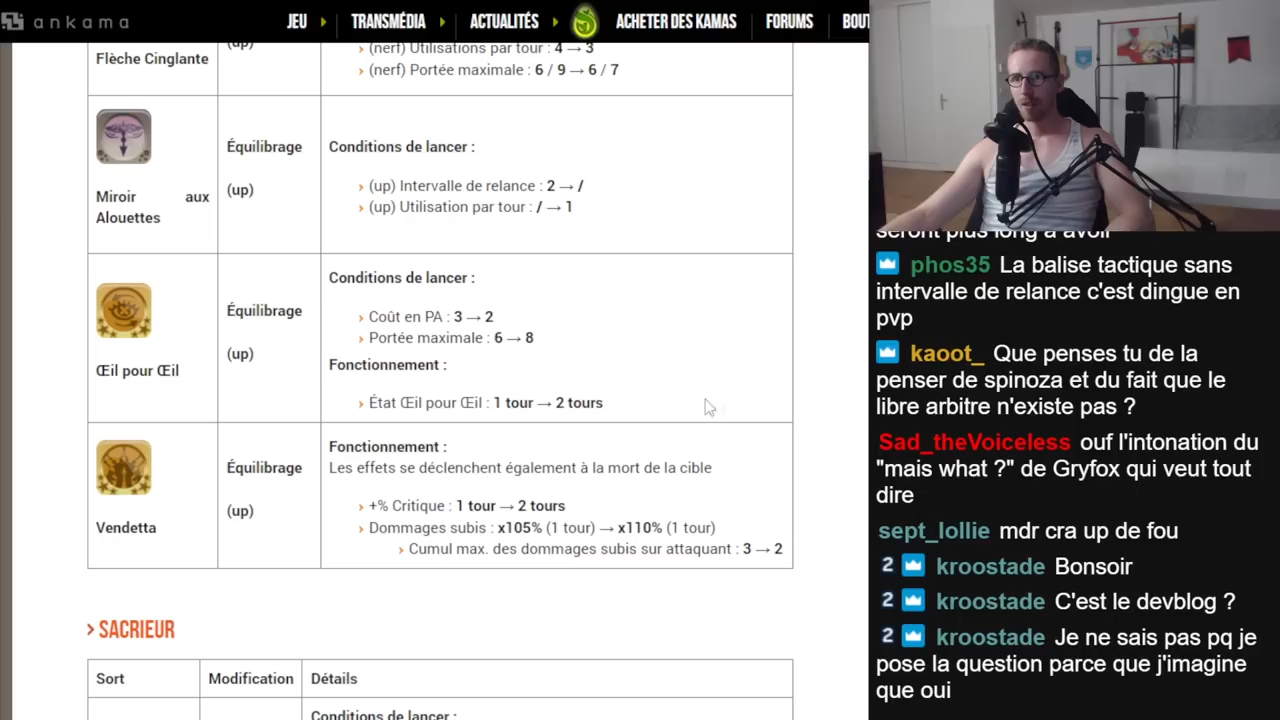 ankama
JEU
TRANSMÉDIA
ACTUALITÉS
ACHETER DES KAMAS
FORUMS
BOUT
Flèche Cinglante
(up)
(nerf) Utilisations par tour : 4 → 3
(nerf) Portée maximale : 6 / 9 → 6 / 7
Miroir aux
Alouettes
Équilibrage
(up)
Conditions de lancer :
(up) Intervalle de relance : 2 → /
(up) Utilisation par tour : / → 1
Œil pour Œil
Équilibrage
(up)
Conditions de lancer :
Coût en PA : 3 → 2
Portée maximale : 6 → 8
Fonctionnement :
État Œil pour Œil : 1 tour → 2 tours
Vendetta
Équilibrage
(up)
Fonctionnement :
Les effets se déclenchent également à la mort de la cible
+% Critique : 1 tour → 2 tours
Dommages subis : x105% (1 tour) → x110% (1 tour)
Cumul max. des dommages subis sur attaquant : 3 → 2
SACRIEUR
Sort
Modification
Détails
Conditions de lancer :
seront plus long à avoir
phos35 La balise tactique sans
intervalle de relance c'est dingue en
pvp
kaoot_ Que penses tu de la
penser de spinoza et du fait que le
libre arbitre n'existe pas ?
Sad_theVoiceless ouf l'intonation du
"mais what ?" de Gryfox qui veut tout
dire
sept_lollie mdr cra up de fou
2 kroostade Bonsoir
2 kroostade C'est le devblog ?
2 kroostade Je ne sais pas pq je
pose la question parce que j'imagine
que oui